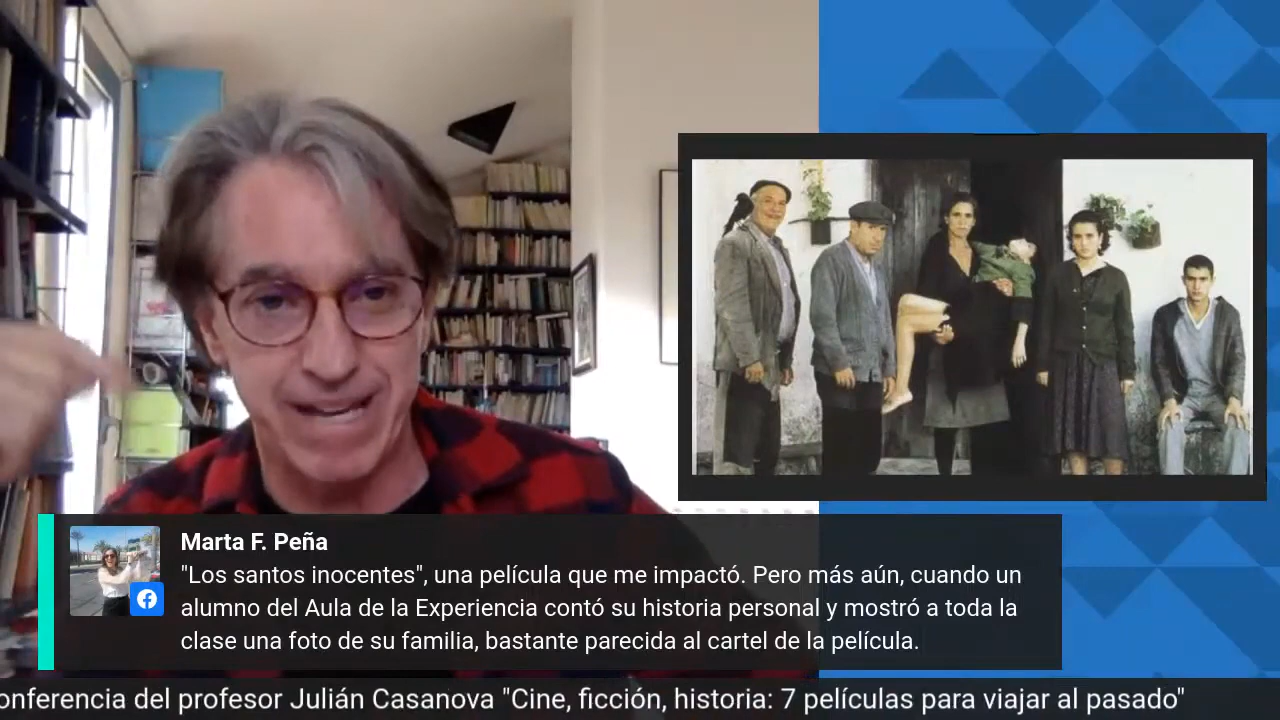 Marta F. Peña
"Los santos inocentes", una película que me impactó. Pero más aún, cuando un
alumno del Aula de la Experiencia contó su historia personal y mostró a toda la
clase una foto de su familia, bastante parecida al cartel de la película.
onferencia del profesor Julián Casanova "Cine, ficción, historia: 7 películas para viajar al pasado"